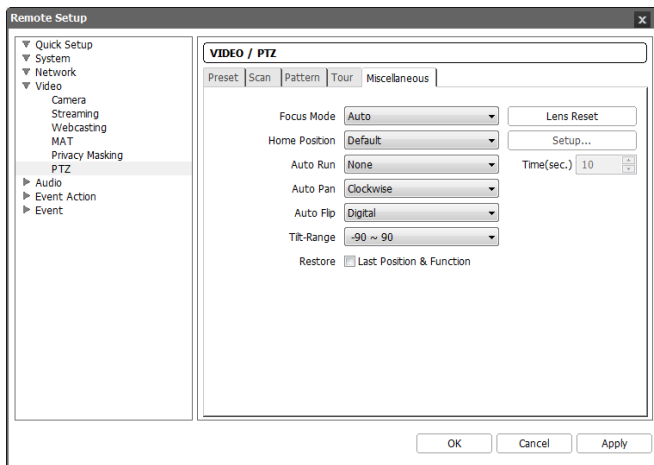 Remote Setup
x
Quick Setup
System
Network
Video
Camera
Streaming
Webcasting
MAT
Privacy Masking
PTZ
Audio
Event Action
Event
VIDEO / PTZ
Preset Scan Pattern Tour Miscellaneous
Focus Mode Auto Lens Reset
Home Position Default Setup...
Auto Run None Time(sec.) 10
Auto Pan Clockwise
Auto Flip Digital
Tilt-Range -90 ~ 90
Restore Last Position & Function
OK Cancel Apply